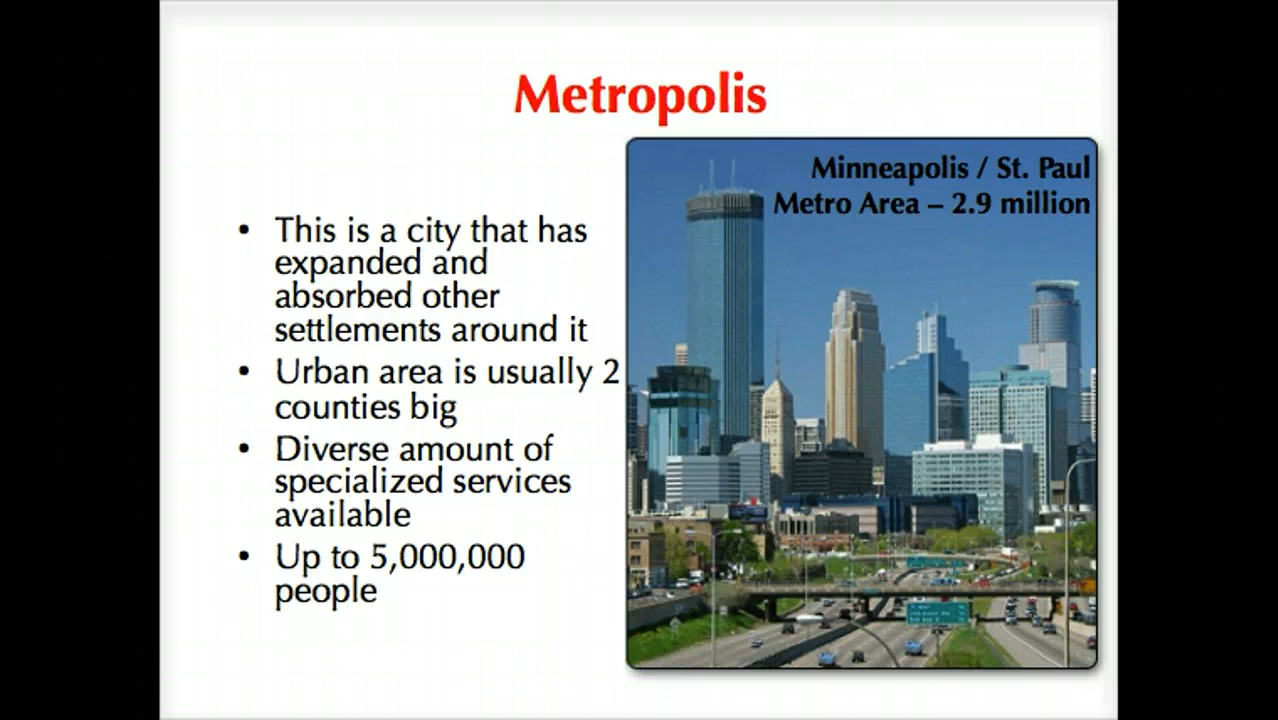 Metropolis
Minneapolis / St. Paul
Metro Area – 2.9 million
• This is a city that has
expanded and
absorbed other
settlements around it
• Urban area is usually 2
counties big
• Diverse amount of
specialized services
available
• Up to 5,000,000
people